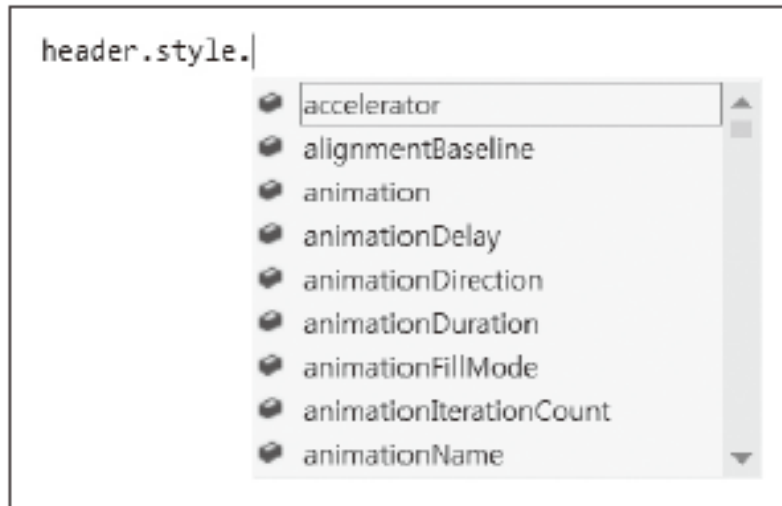 header.style.
accelerator
alignmentBaseline
animation
animationDelay
animationDirection
animationDuration
animationFillMode
animationIterationCount
animationName